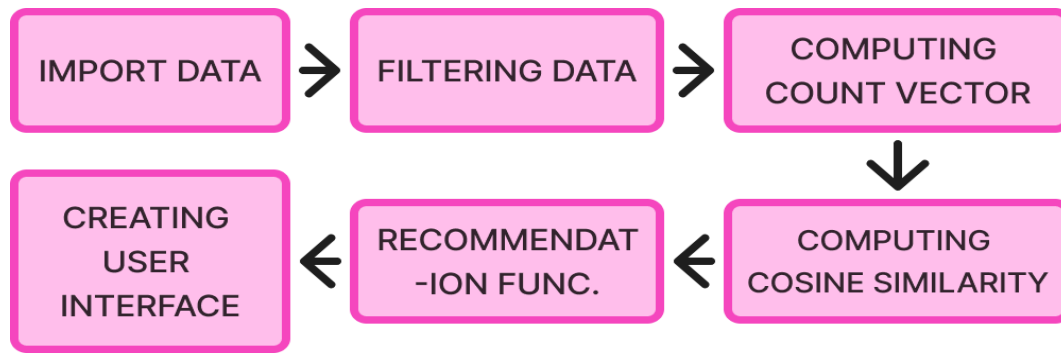 IMPORT DATA
FILTERING DATA
COMPUTING
COUNT VECTOR
COMPUTING
COSINE SIMILARITY
RECOMMENDAT
-ION FUNC.
CREATING
USER
INTERFACE